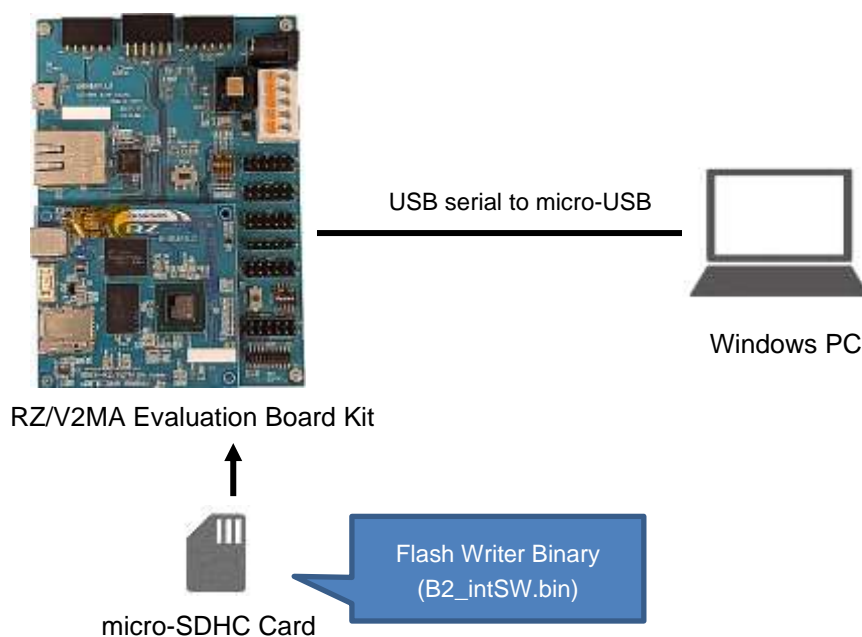 RZ
USB serial to micro-USB
Windows PC
RZ/V2MA Evaluation Board Kit
Flash Writer Binary
(B2_intSW.bin)
micro-SDHC Card